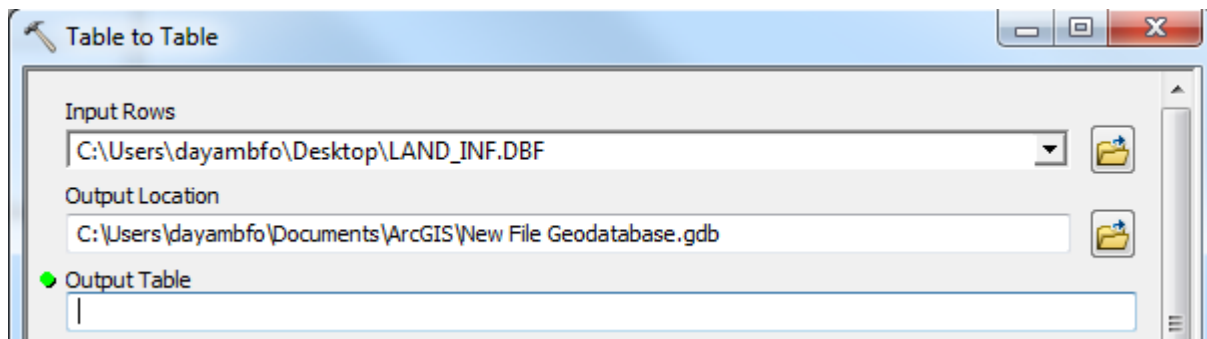 Table to Table
Input Rows
C:\Users\dayambfo\Desktop\LAND_INF.DBF
Output Location
C:\Users\dayambfo\Documents\ArcGIS\New File Geodatabase.gdb
Output Table